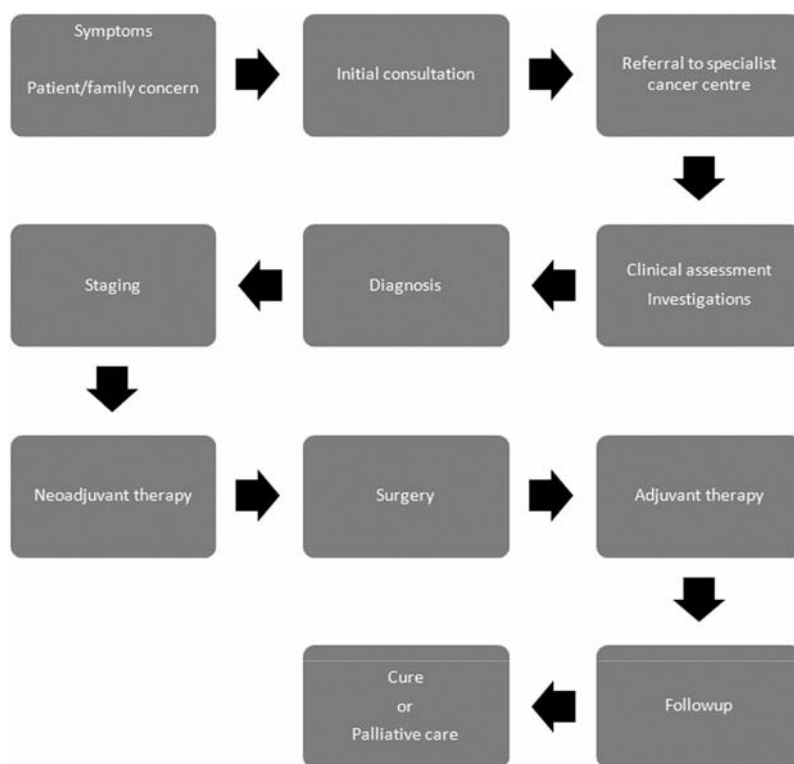 Symptoms
Patient/family concern
Initial consultation
Referral to specialist
cancer centre
Clinical assessment
Investigations
Diagnosis
Staging
Neoadjuvant therapy
Surgery
Adjuvant therapy
Followup
Cure
or
Palliative care